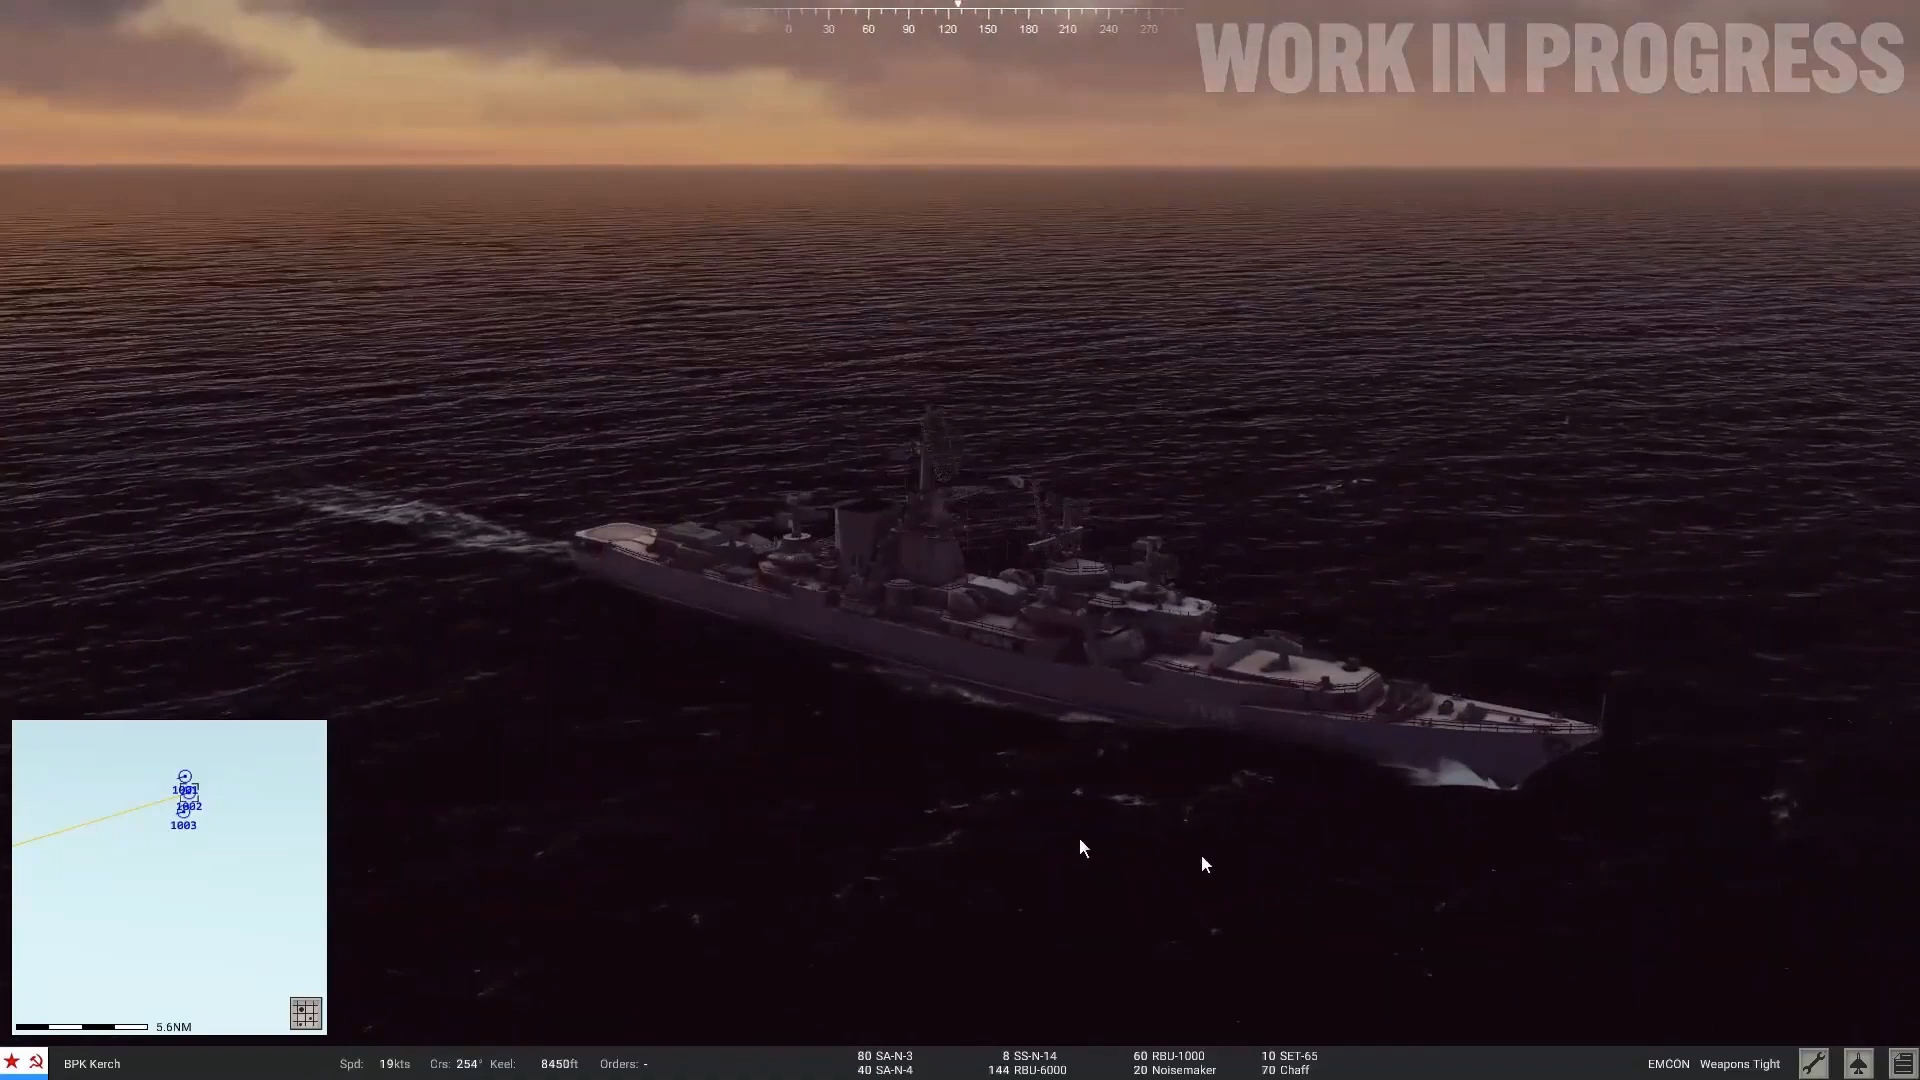 0 30 60 90 120 150 180 210 240 270
WORK IN PROGRESS
1001
1002
1003
5.6NM
BPK Kerch
Spd: 19kts Crs: 254° Keel: 8450ft Orders: -
80 SA-N-3 8 SS-N-14 60 RBU-1000 10 SET-65
40 SA-N-4 144 RBU-6000 20 Noisemaker 70 Chaff
EMCON Weapons Tight